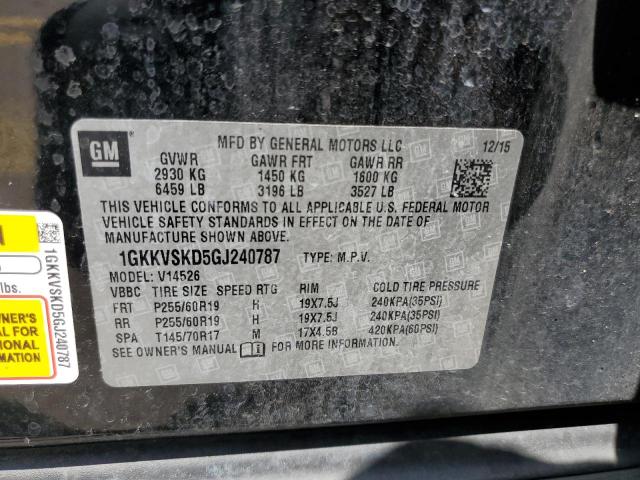 GM
MFD BY GENERAL MOTORS LLC 12/15
GVWR GAWR FRT GAWR RR
2930 KG 1450 KG 1600 KG
6459 LB 3196 LB 3527 LB
THIS VEHICLE CONFORMS TO ALL APPLICABLE U.S. FEDERAL MOTOR
VEHICLE SAFETY STANDARDS IN EFFECT ON THE DATE OF
MANUFACTURE SHOWN ABOVE.
1GKKVSKD5GJ240787 TYPE: M.P.V.
MODEL: V14526
VBBC TIRE SIZE SPEED RTG RIM COLD TIRE PRESSURE
FRT P255/60R19 H 19X7.5J 240KPA(35PSI)
RR P255/60R19 H 19X7.5J 240KPA(35PSI)
SPA T145/70R17 M 17X4.5B 420KPA(60PSI)
SEE OWNER'S MANUAL FOR MORE INFORMATION.
lbs.
OWNER'S
FOR
ADDITIONAL
1GKKVSKD5GJ240787